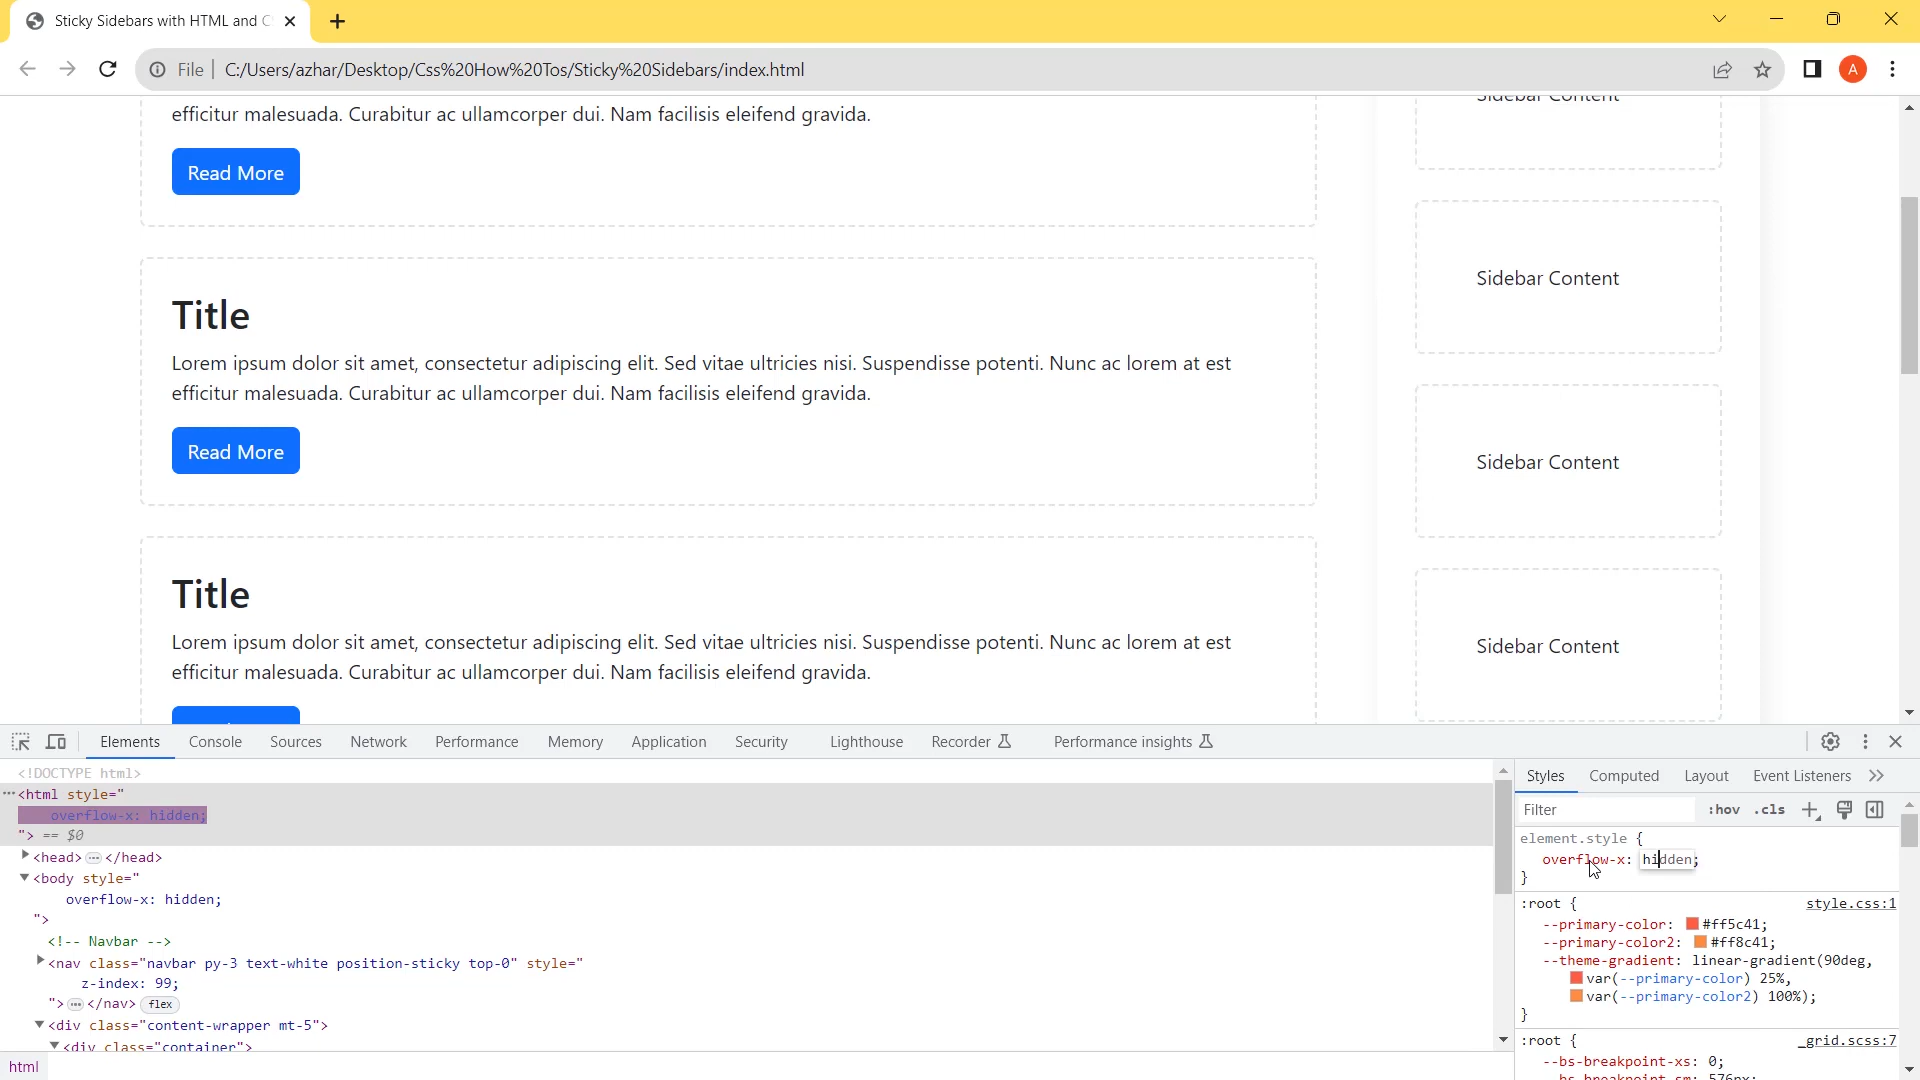 Sticky Sidebars with HTML and C
File
C:/Users/azhar/Desktop/Css%20How%20Tos/Sticky%20Sidebars/index.html
A
efficitur malesuada. Curabitur ac ullamcorper dui. Nam facilisis eleifend gravida.
Read More
Title
Lorem ipsum dolor sit amet, consectetur adipiscing elit. Sed vitae ultricies nisi. Suspendisse potenti. Nunc ac lorem at est
efficitur malesuada. Curabitur ac ullamcorper dui. Nam facilisis eleifend gravida.
Read More
Title
Lorem ipsum dolor sit amet, consectetur adipiscing elit. Sed vitae ultricies nisi. Suspendisse potenti. Nunc ac lorem at est
efficitur malesuada. Curabitur ac ullamcorper dui. Nam facilisis eleifend gravida.
Sidebar Content
Sidebar Content
Sidebar Content
Sidebar Content
Elements Console Sources Network Performance Memory Application Security Lighthouse Recorder Performance insights
<!DOCTYPE html>
<html style="
overflow-x: hidden;
"> == $0
<head> ··· </head>
<body style="
overflow-x: hidden;
">
<!-- Navbar -->
<nav class="navbar py-3 text-white position-sticky top-0" style="
z-index: 99;
"> ··· </nav> flex
<div class="content-wrapper mt-5">
<div class="container">
html
Styles Computed Layout Event Listeners
Filter :hov .cls
element.style {
overflow-x: hidden;
}
:root { style.css:1
--primary-color: #ff5c41;
--primary-color2: #ff8c41;
--theme-gradient: linear-gradient(90deg,
var(--primary-color) 25%,
var(--primary-color2) 100%);
}
:root { _grid.scss:7
--bs-breakpoint-xs: 0;
--bs-breakpoint-sm: 576px;